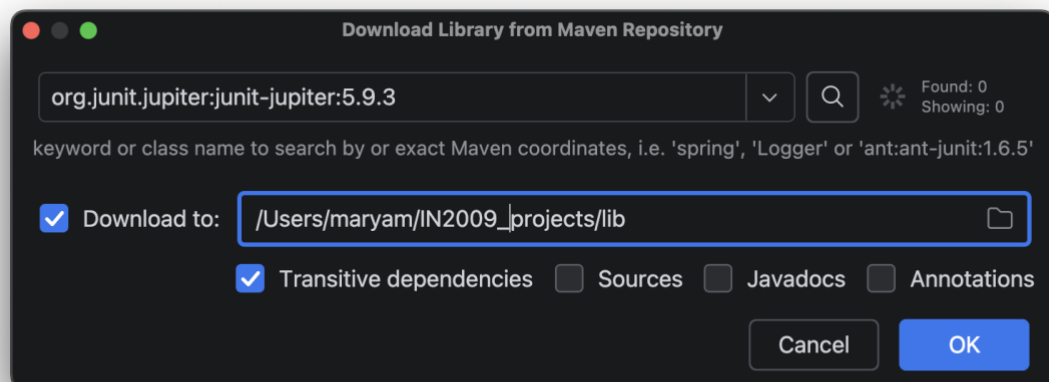 Download Library from Maven Repository
org.junit.jupiter:junit-jupiter:5.9.3
Found: 0
Showing: 0
keyword or class name to search by or exact Maven coordinates, i.e. 'spring', 'Logger' or 'ant:ant-junit:1.6.5'
Download to: /Users/maryam/IN2009_projects/lib
Transitive dependencies Sources Javadocs Annotations
Cancel OK